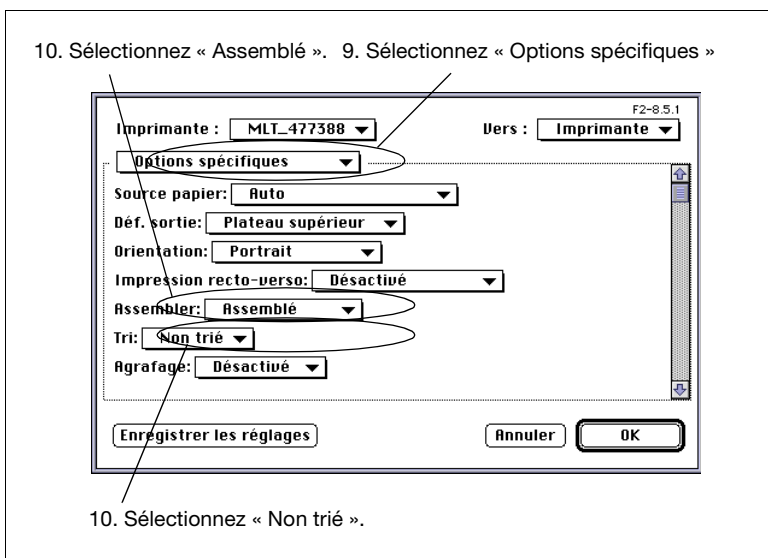 10. Sélectionnez « Assemblé ». 9. Sélectionnez « Options spécifiques »
F2-8.5.1
Imprimante : MLT_477388 Vers : Imprimante
Options spécifiques
Source papier: Auto
Déf. sortie: Plateau supérieur
Orientation: Portrait
Impression recto-verso: Désactivé
Assembler: Assemblé
Tri: Non trié
Agrafage: Désactivé
Enregistrer les réglages Annuler OK
10. Sélectionnez « Non trié ».